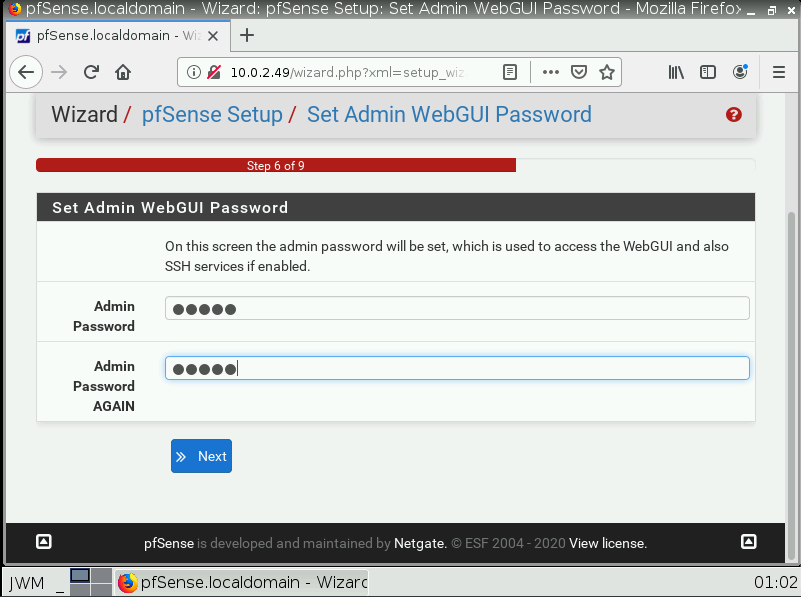 pfSense.localdomain - Wizard: pfSense Setup: Set Admin WebGUI Password - Mozilla Firefox
pfSense.localdomain - Wiz
10.0.2.49/wizard.php?xml=setup_wiz
Wizard / pfSense Setup / Set Admin WebGUI Password
Step 6 of 9
Set Admin WebGUI Password
On this screen the admin password will be set, which is used to access the WebGUI and also
SSH services if enabled.
Admin
Password
Admin
Password
AGAIN
Next
pfSense is developed and maintained by Netgate. © ESF 2004 - 2020 View license.
JWM _ pfSense.localdomain - Wizard 01:02